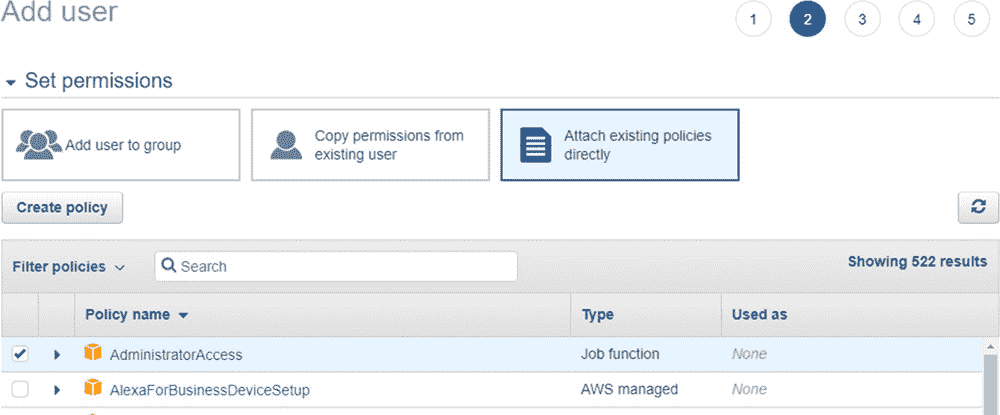 Add user
1 2 3 4 5
Set permissions
Add user to group
Copy permissions from
existing user
Attach existing policies
directly
Create policy
Filter policies
Search
Showing 522 results
Policy name Type Used as
AdministratorAccess Job function None
AlexaForBusinessDeviceSetup AWS managed None